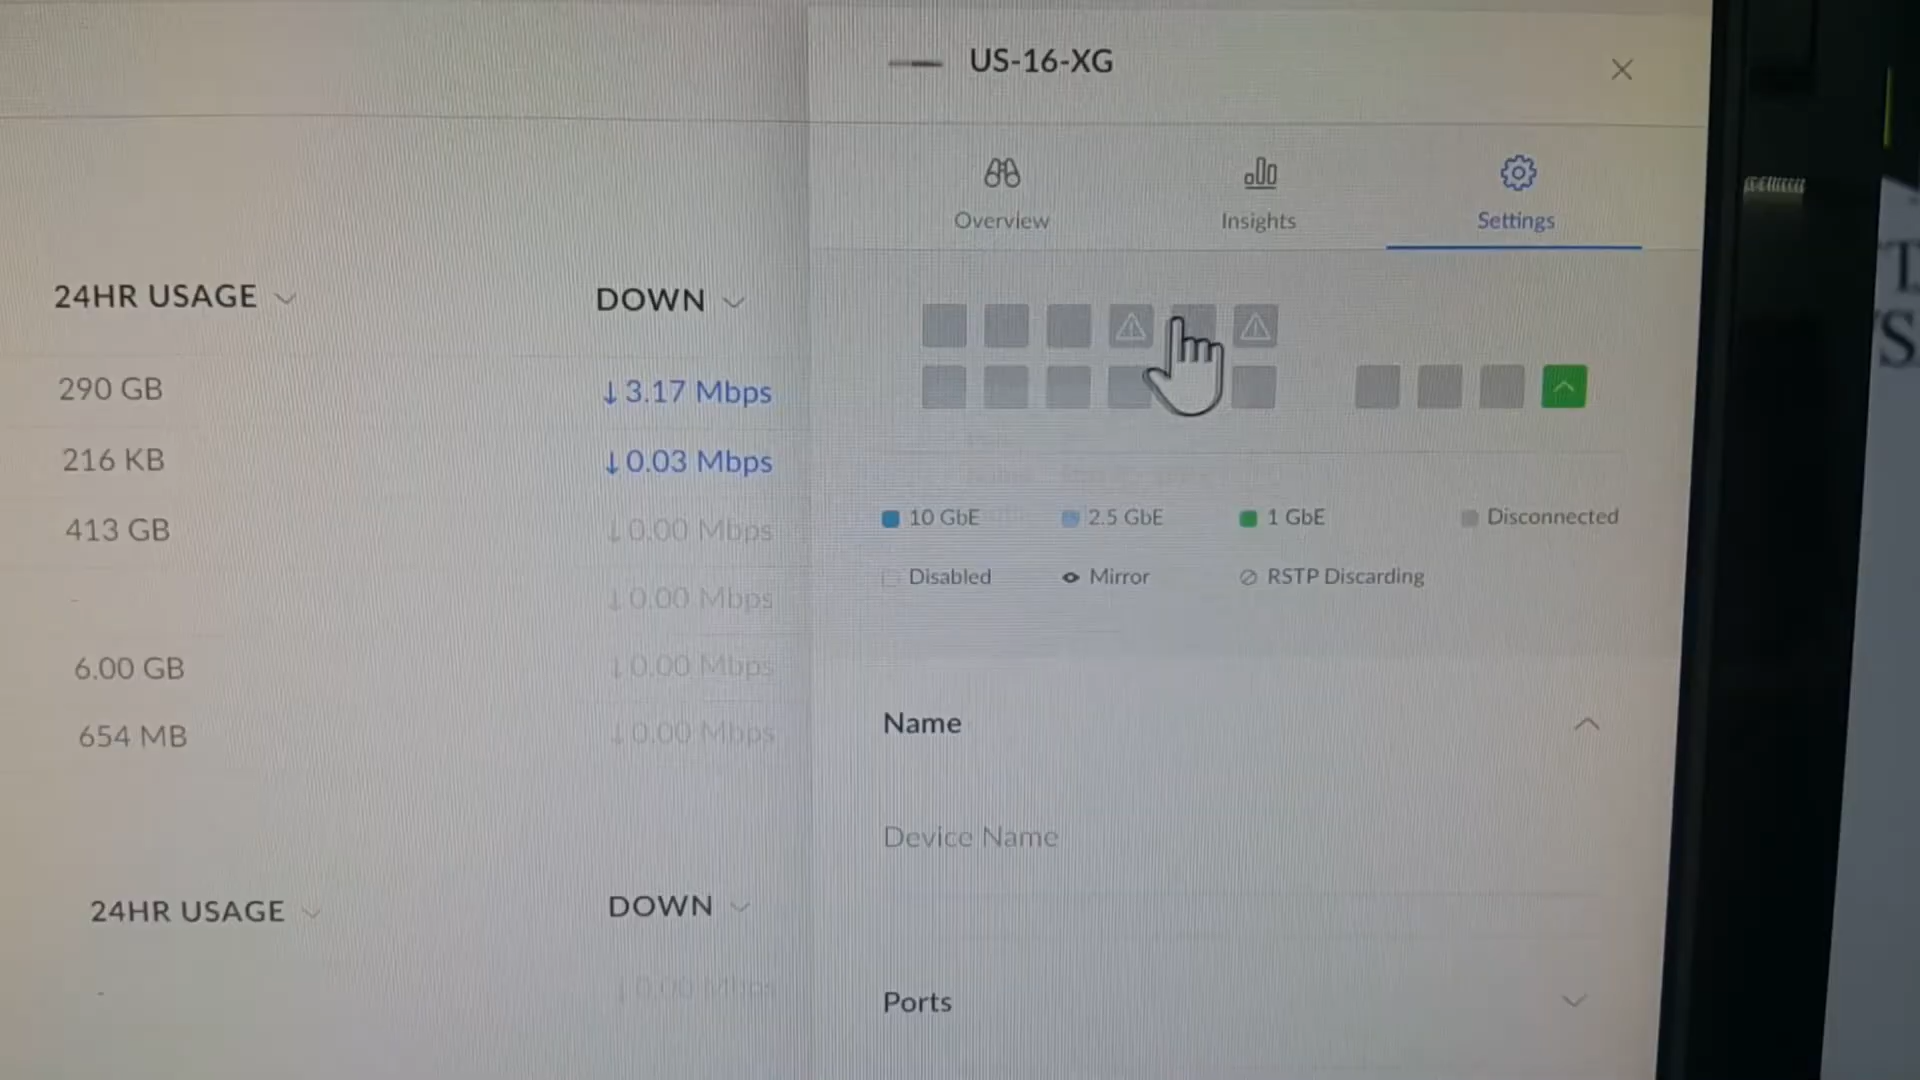 US-16-XG
Overview
Insights
Settings
24HR USAGE
DOWN
290 GB
↓3.17 Mbps
216 KB
↓0.03 Mbps
413 GB
↓0.00 Mbps
-
↓0.00 Mbps
6.00 GB
↓0.00 Mbps
654 MB
↓0.00 Mbps
24HR USAGE
DOWN
-
↓0.00 Mbps
10 GbE
2.5 GbE
1 GbE
Disconnected
Disabled
Mirror
RSTP Discarding
Name
Device Name
Ports